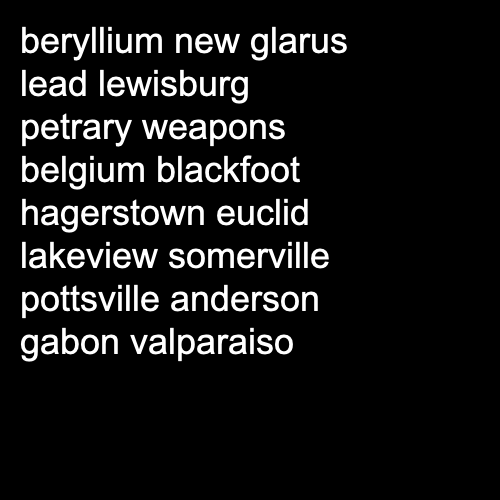 beryllium new glarus
lead lewisburg
petrary weapons
belgium blackfoot
hagerstown euclid
lakeview somerville
pottsville anderson
gabon valparaiso